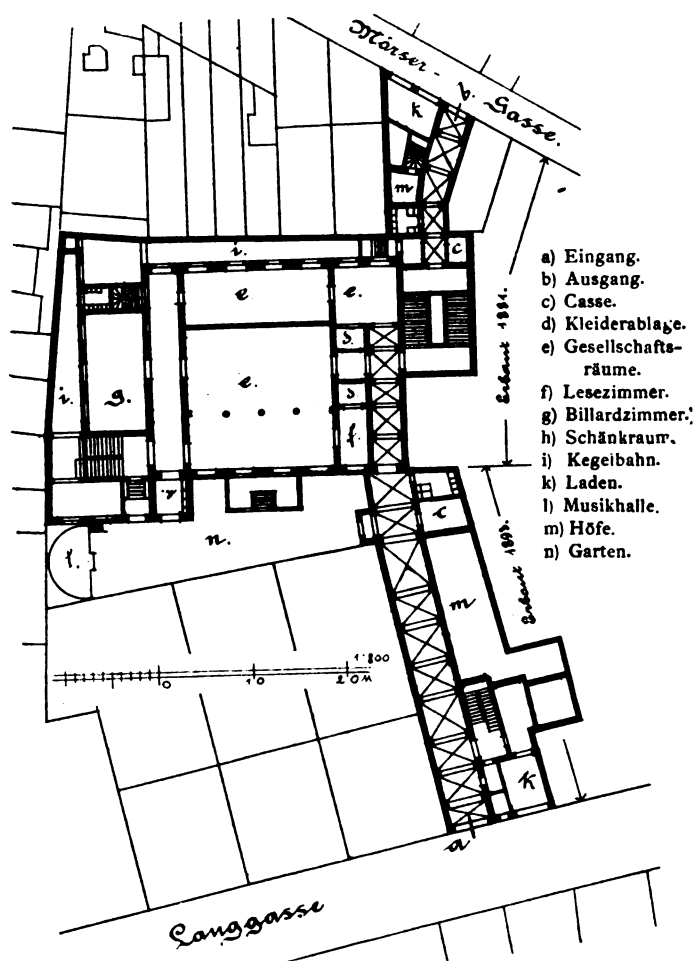 Mörser-
b. Gasse.
k
m
c
i.
e.
e.
Erbaut 1881.
d.
e.
d
g.
i.
f
c
n.
l.
m
Erbaut 1893.
1:800
0
10
20 M
k
a
Langgasse
a) Eingang.
b) Ausgang.
c) Casse.
d) Kleiderablage.
e) Gesellschafts-
räume.
f) Lesezimmer.
g) Billardzimmer.
h) Schänkraum.
i) Kegelbahn.
k) Laden.
l) Musikhalle.
m) Höfe.
n) Garten.